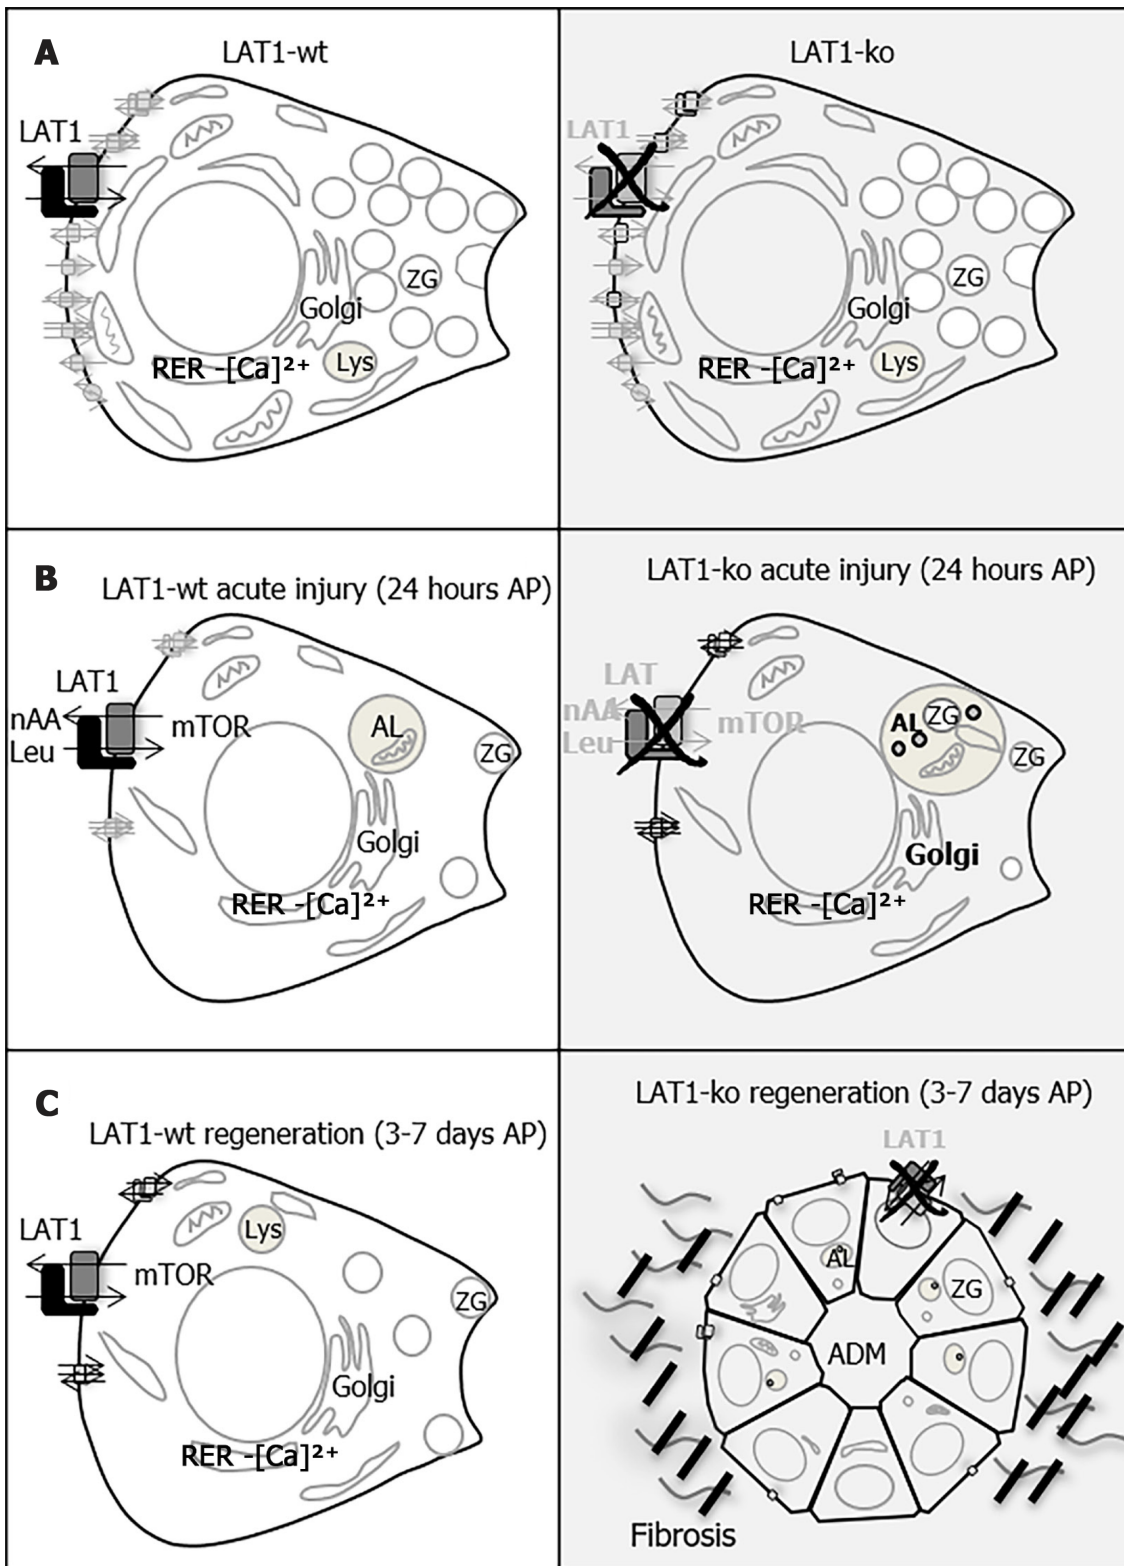 A
LAT1-wt
LAT1
ZG
Golgi
Lys
RER -[Ca]²⁺
LAT1-ko
LAT1
ZG
Golgi
Lys
RER -[Ca]²⁺
B
LAT1-wt acute injury (24 hours AP)
LAT1
nAA
mTOR
Leu
AL
ZG
Golgi
RER -[Ca]²⁺
LAT1-ko acute injury (24 hours AP)
LAT
nAA
mTOR
Leu
AL
ZG
ZG
Golgi
RER -[Ca]²⁺
C
LAT1-wt regeneration (3-7 days AP)
LAT1
Lys
mTOR
ZG
Golgi
RER -[Ca]²⁺
LAT1-ko regeneration (3-7 days AP)
LAT1
AL
ZG
ADM
Fibrosis